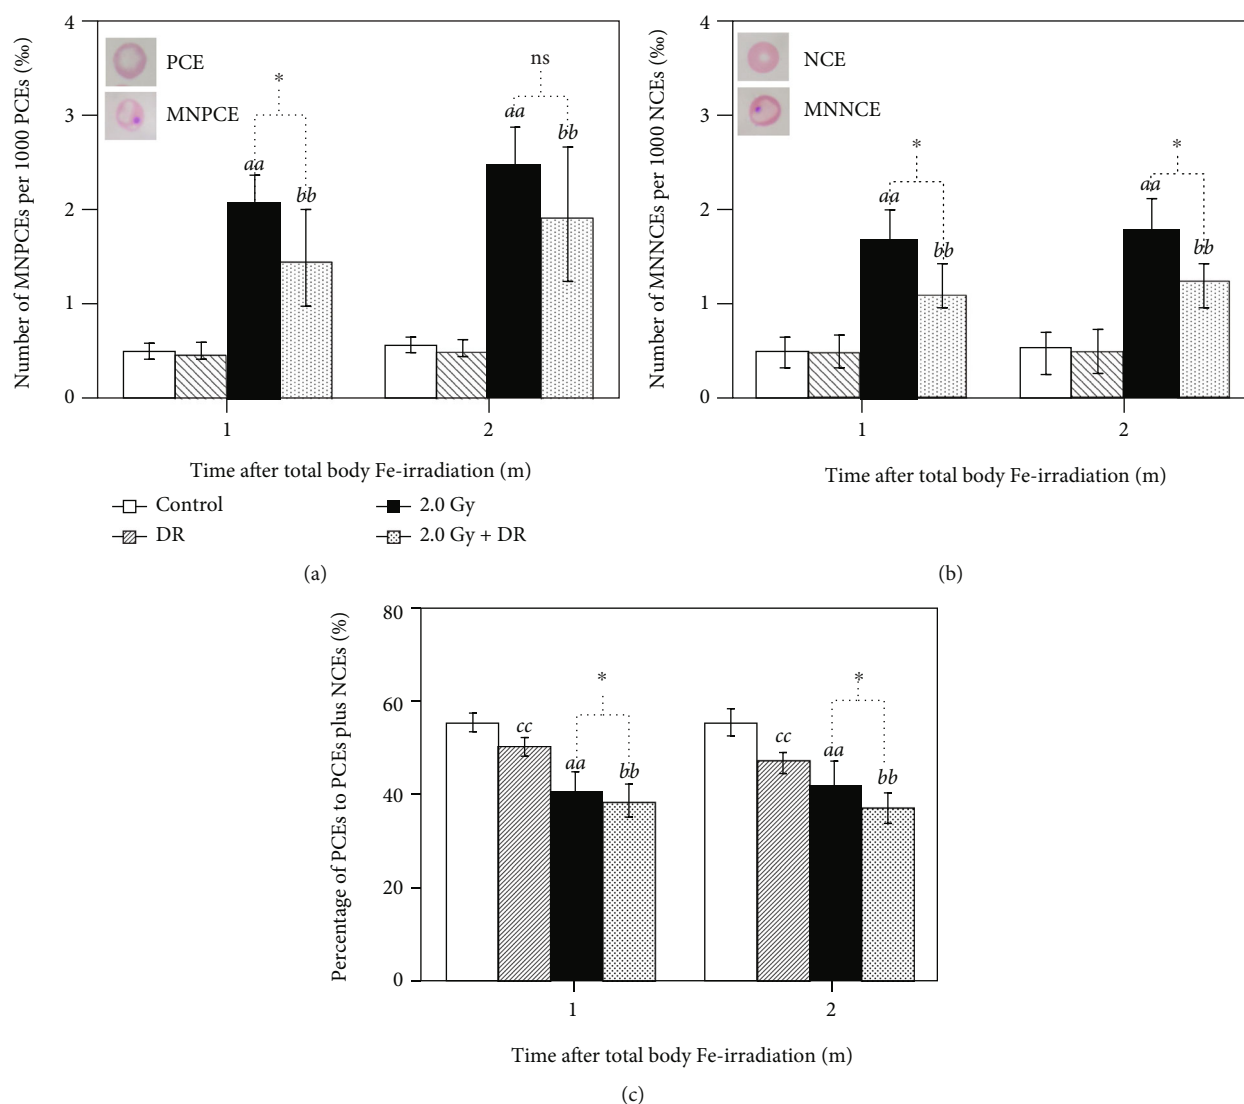 Number of MNPCEs per 1000 PCEs (‰)
4
3
2
1
0
PCE
MNPCE
*
aa
bb
ns
aa
bb
1
2
Time after total body Fe-irradiation (m)
Control
DR
2.0 Gy
2.0 Gy + DR
(a)
Number of MNNCEs per 1000 NCEs (‰)
4
3
2
1
0
NCE
MNNCE
*
aa
bb
*
aa
bb
1
2
Time after total body Fe-irradiation (m)
(b)
Percentage of PCEs to PCEs plus NCEs (%)
80
60
40
20
0
cc
*
aa
bb
cc
*
aa
bb
1
2
Time after total body Fe-irradiation (m)
(c)